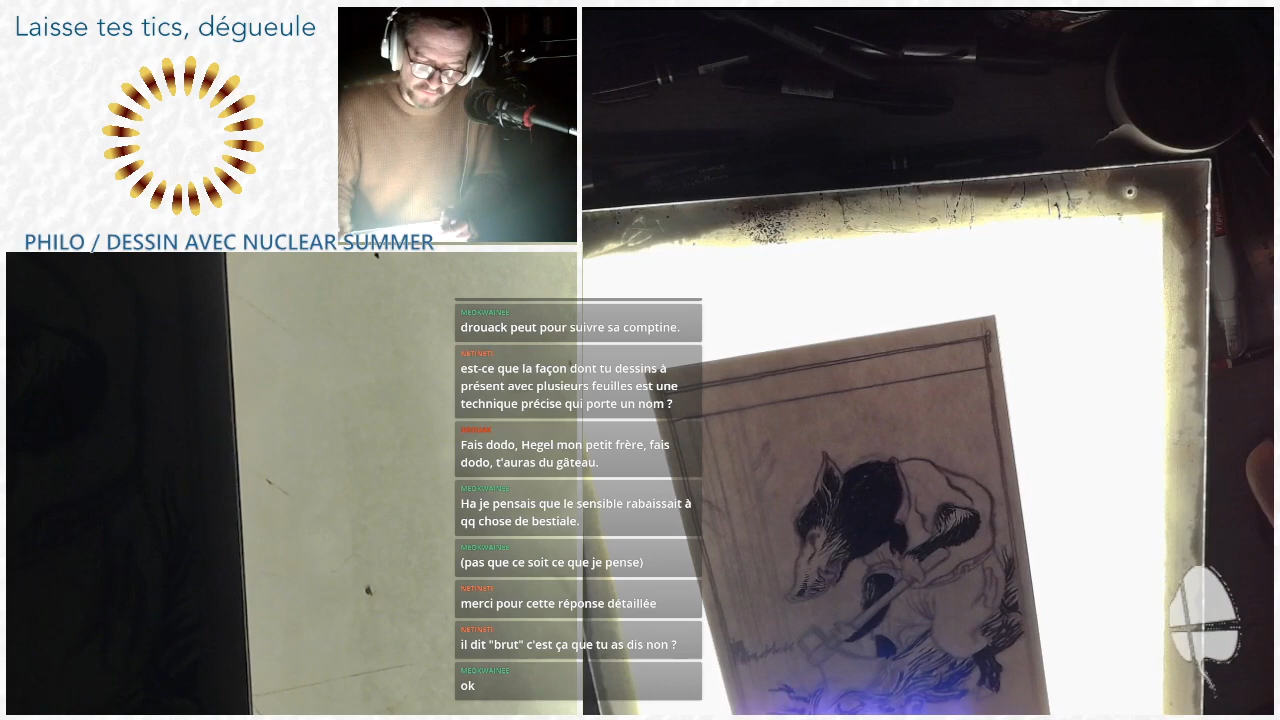 Laisse tes tics, dégueule
PHILO / DESSIN AVEC NUCLEAR SUMMER
MEOKWAINEE
drouack peut pour suivre sa comptine.
NETINETI
est-ce que la façon dont tu dessins à
présent avec plusieurs feuilles est une
technique précise qui porte un nom ?
Fais dodo, Hegel mon petit frère, fais
dodo, t'auras du gâteau.
MEOKWAINEE
Ha je pensais que le sensible rabaissait à
qq chose de bestiale.
MEOKWAINEE
(pas que ce soit ce que je pense)
NETINETI
merci pour cette réponse détaillée
NETINETI
il dit "brut" c'est ça que tu as dis non ?
MEOKWAINEE
ok